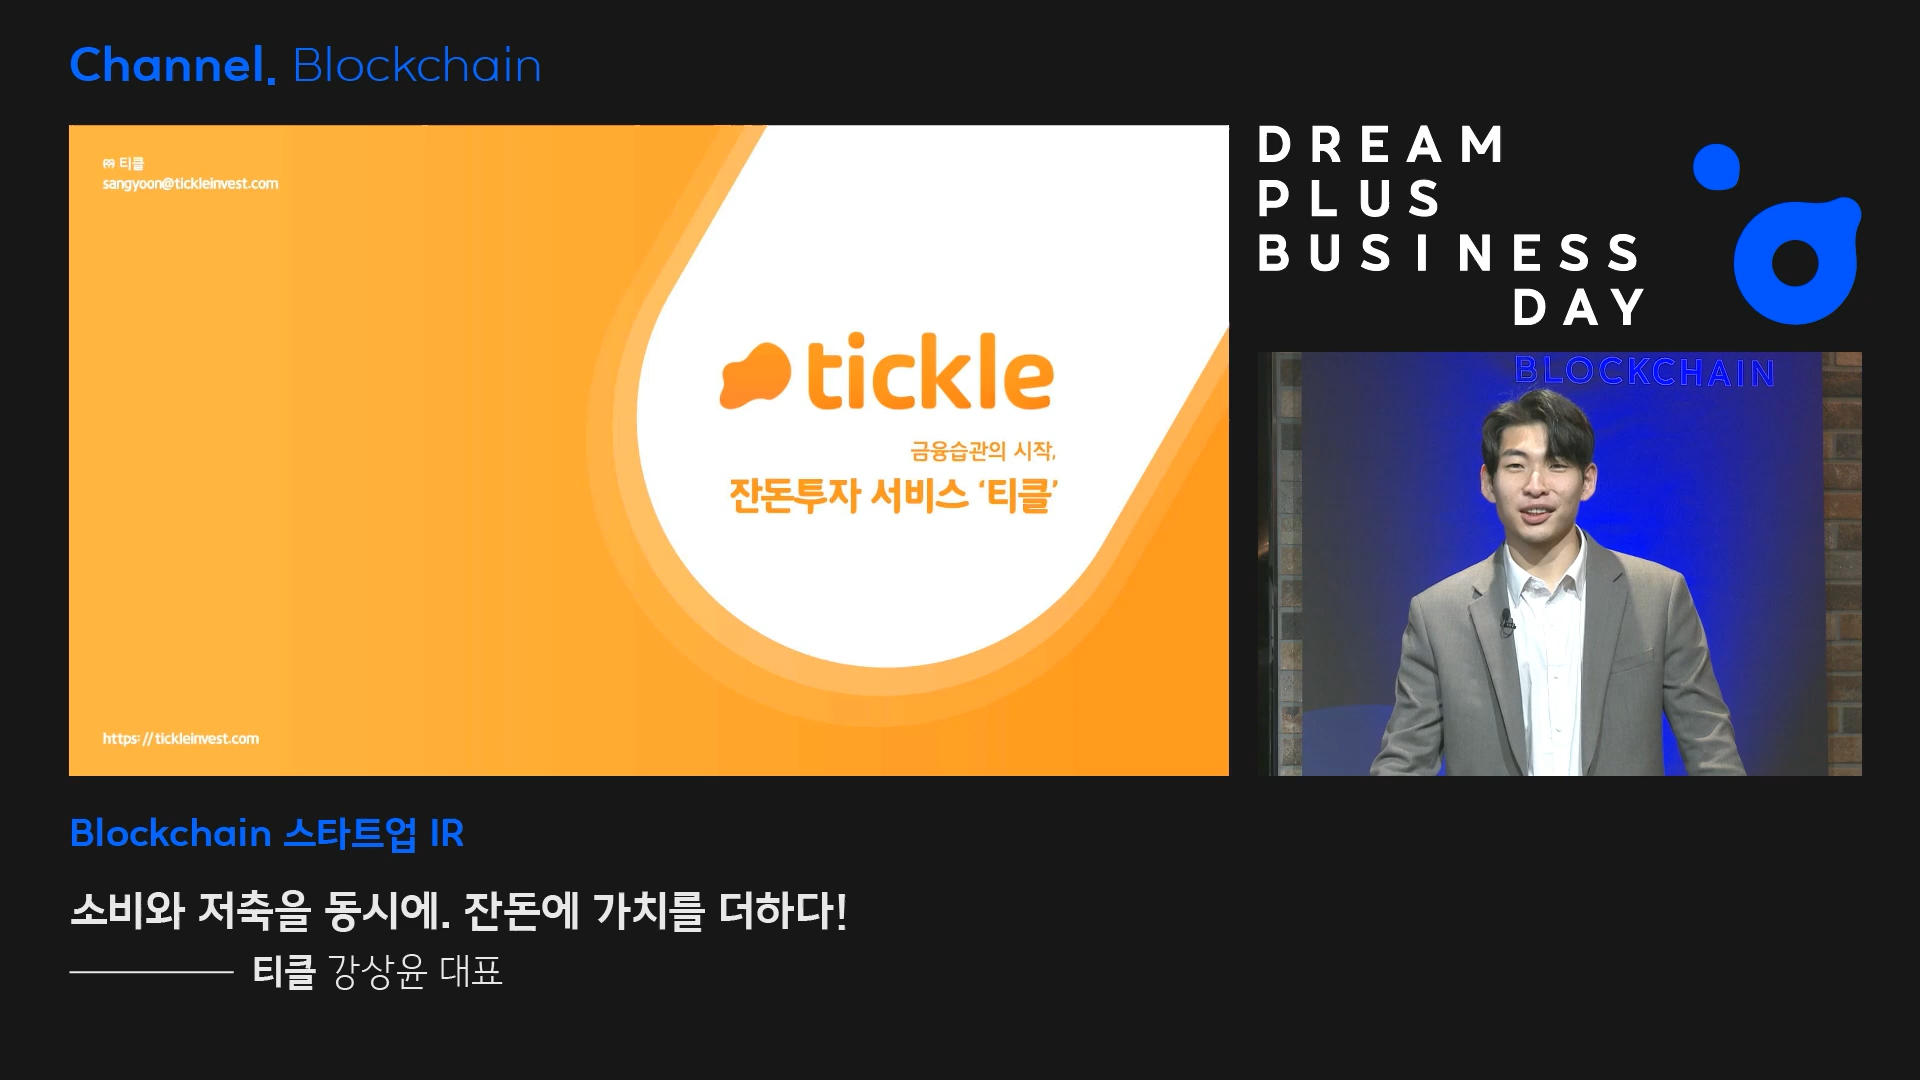 Channel. Blockchain
㈜ 티클
sangyoon@tickleinvest.com
tickle
금융습관의 시작,
잔돈투자 서비스 ‘티클’
https://tickleinvest.com
DREAM
PLUS
BUSINESS
DAY
BLOCKCHAIN
Blockchain 스타트업 IR
소비와 저축을 동시에. 잔돈에 가치를 더하다!
티클 강상윤 대표